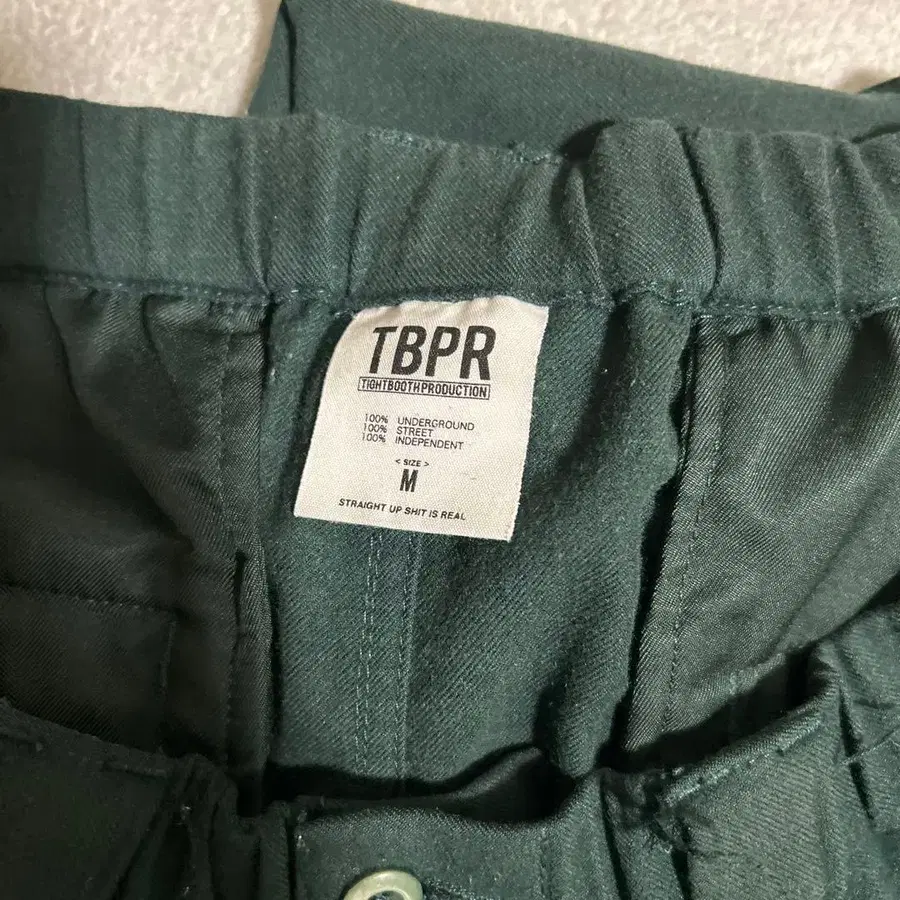 TBPR
TIGHTBOOTHPRODUCTION
100% UNDERGROUND
100% STREET
100% INDEPENDENT
< SIZE >
M
STRAIGHT UP SHIT IS REAL